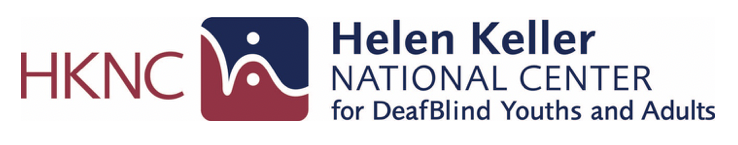 HKNC
Helen Keller
NATIONAL CENTER
for DeafBlind Youths and Adults